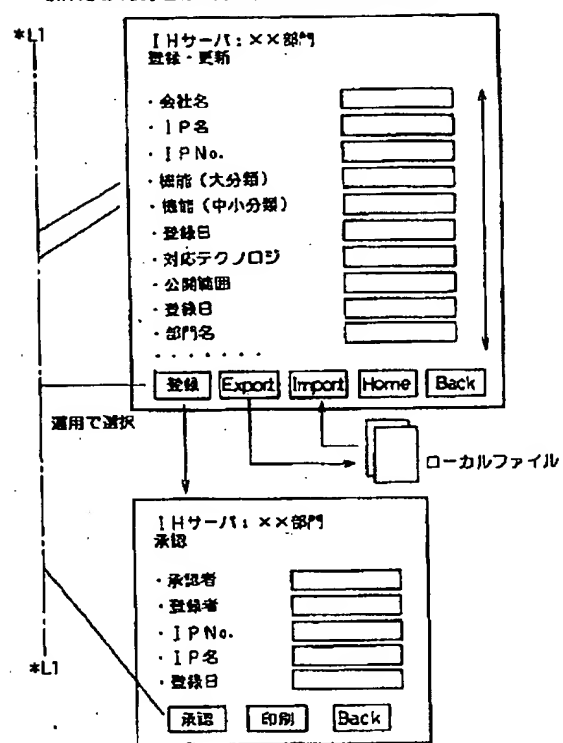 *L1
IHサーバ:××部門
登録・更新
・会社名
・IP名
・IPNo.
・機能(大分類)
・機能(中小分類)
・登録日
・対応テクノロジ
・公開範囲
・登録日
・部門名
・・・・・・・
登録 Export Import Home Back
運用で選択
ローカルファイル
IHサーバ:××部門
承認
・承認者
・登録者
・IPNo.
・IP名
・登録日
*L1
承認 印刷 Back